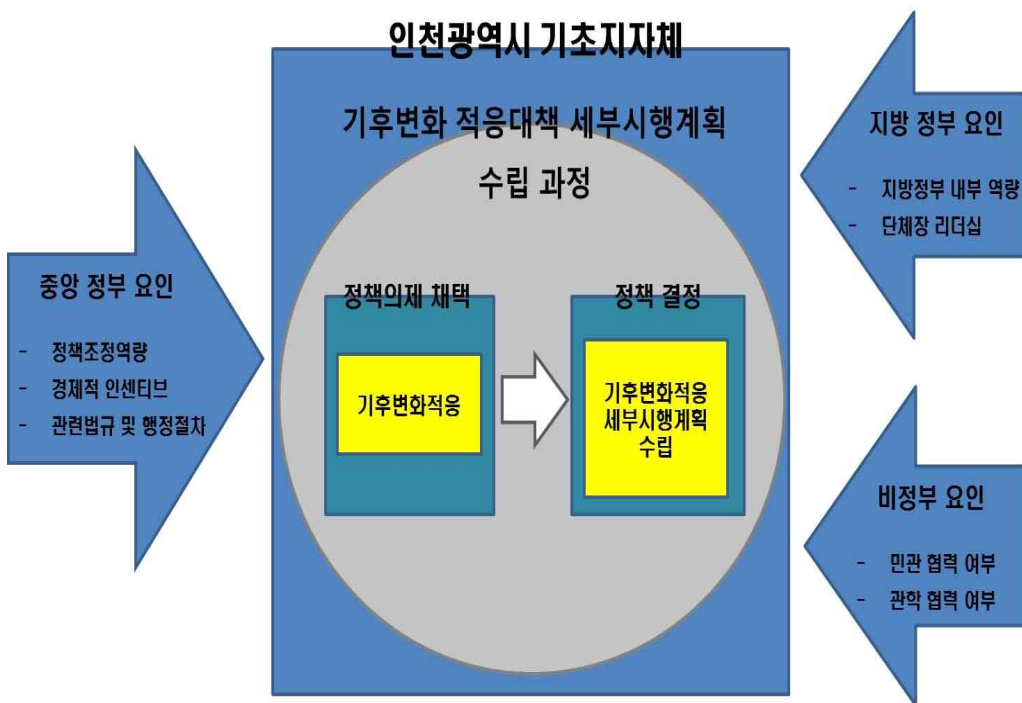 인천광역시 기초지자체
기후변화 적응대책 세부시행계획
수립 과정
중앙 정부 요인
- 정책조정역량
- 경제적 인센티브
- 관련법규 및 행정절차
정책의제 채택
기후변화적응
정책 결정
기후변화적응
세부시행계획
수립
지방 정부 요인
- 지방정부 내부 역량
- 단체장 리더십
비정부 요인
- 민관 협력 여부
- 관학 협력 여부